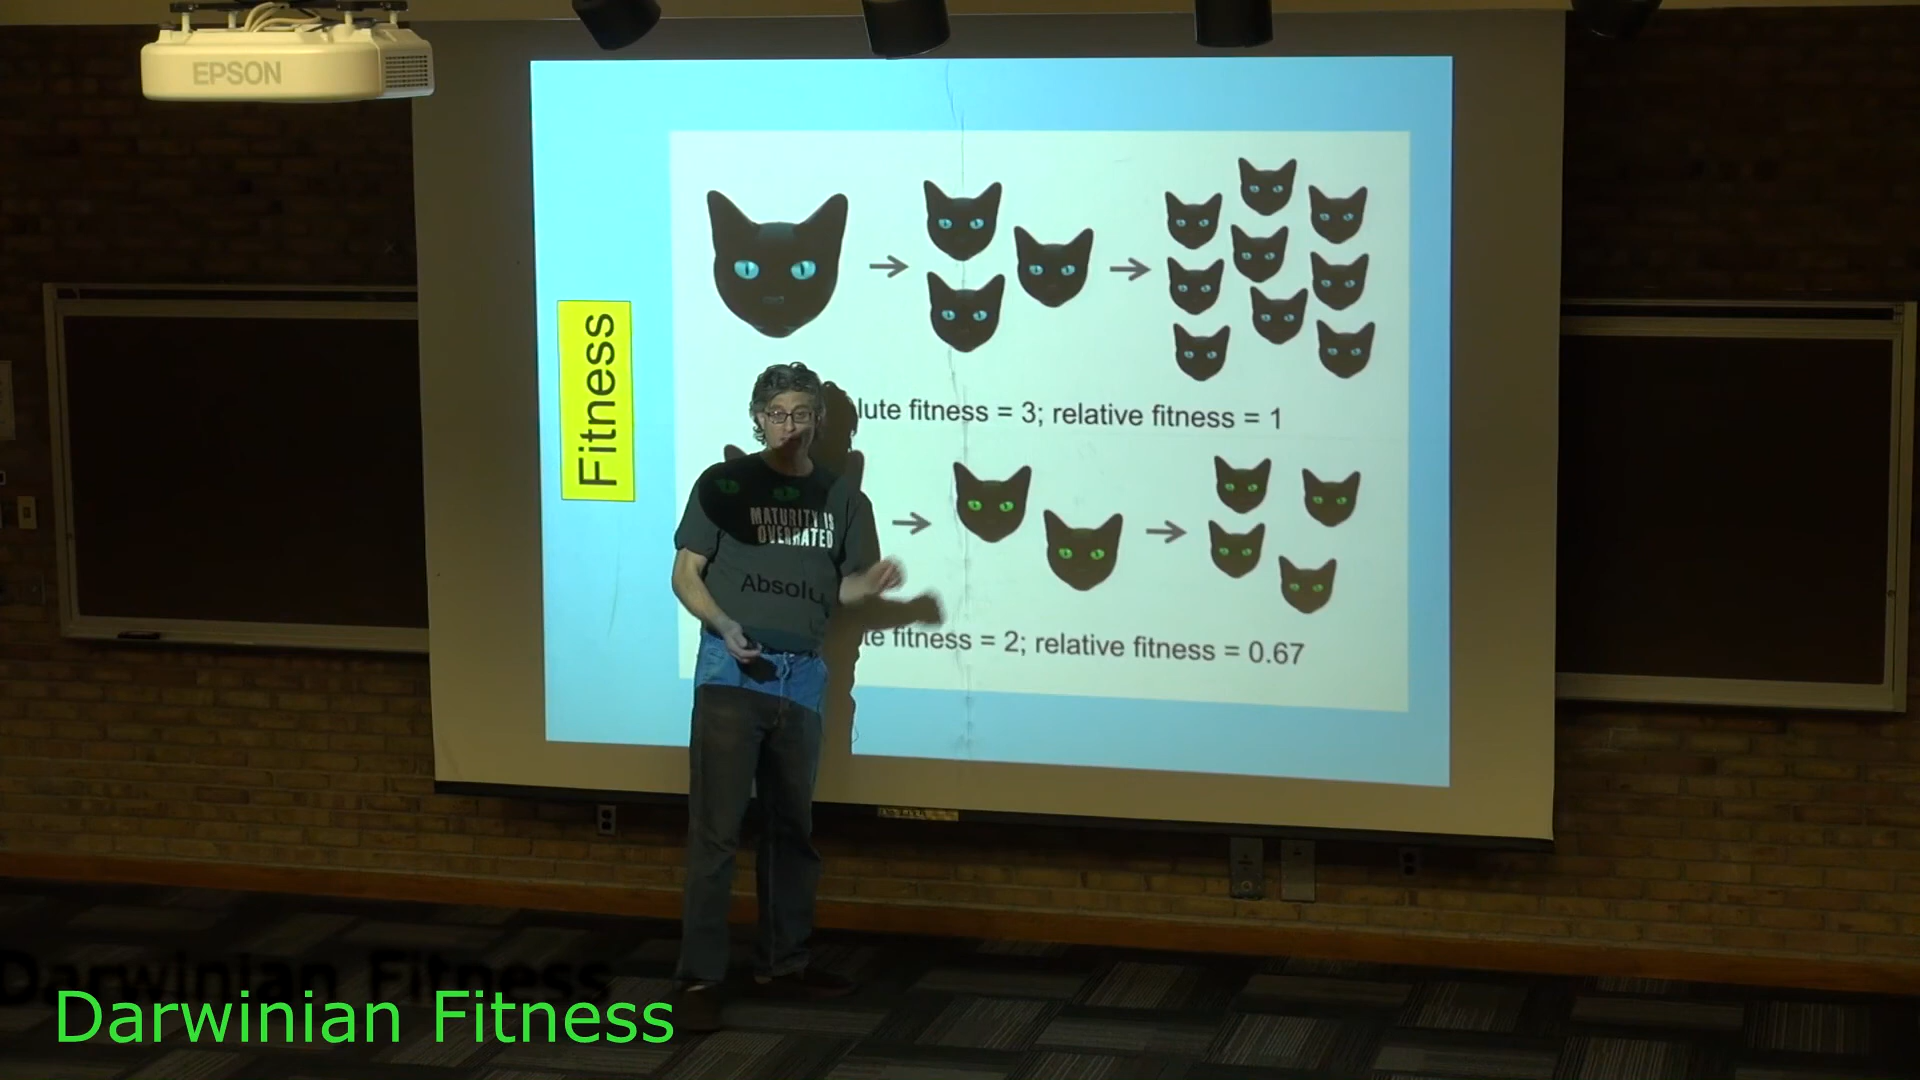 EPSON
Fitness
lute fitness = 3; relative fitness = 1
MATURITY IS
OVERRATED
Absolu
te fitness = 2; relative fitness = 0.67
Darwinian Fitness
Darwinian Fitness